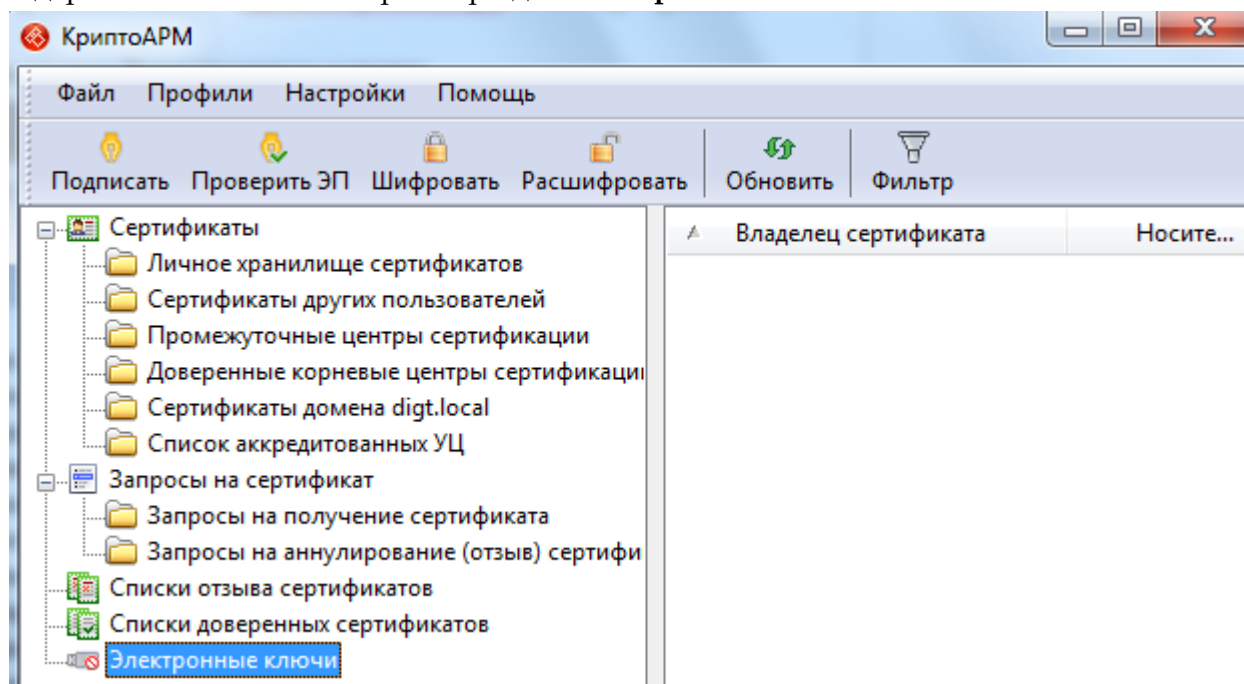 КриптоАРМ
Файл Профили Настройки Помощь
Подписать Проверить ЭП Шифровать Расшифровать Обновить Фильтр
Сертификаты
Владелец сертификата Носите...
Личное хранилище сертификатов
Сертификаты других пользователей
Промежуточные центры сертификации
Доверенные корневые центры сертификаци
Сертификаты домена digt.local
Список аккредитованных УЦ
Запросы на сертификат
Запросы на получение сертификата
Запросы на аннулирование (отзыв) сертифи
Списки отзыва сертификатов
Списки доверенных сертификатов
Электронные ключи